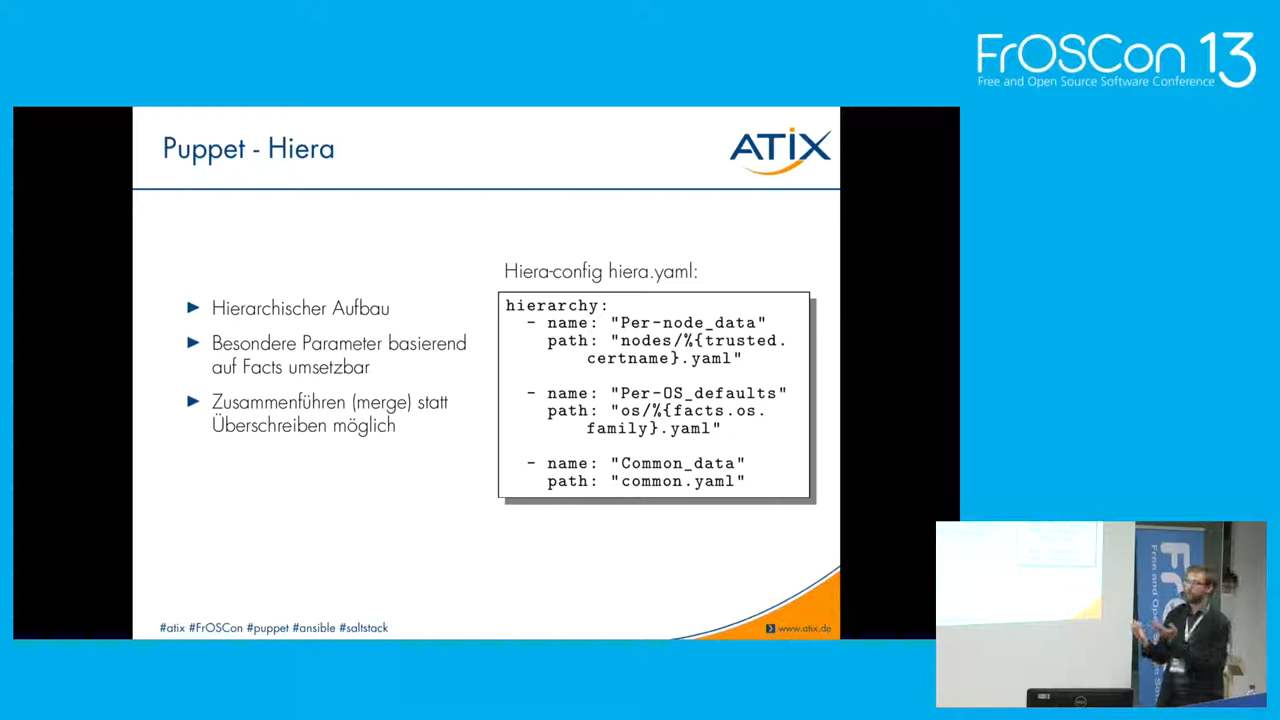 FrOSCon 13
Free and Open Source Software Conference
Puppet - Hiera
ATIX
► Hierarchischer Aufbau
► Besondere Parameter basierend
auf Facts umsetzbar
► Zusammenführen (merge) statt
Überschreiben möglich
Hiera-config hiera.yaml:
hierarchy:
- name: "Per-node_data"
path: "nodes/%{trusted.
certname}.yaml"
- name: "Per-OS_defaults"
path: "os/%{facts.os.
family}.yaml"
- name: "Common_data"
path: "common.yaml"
#atix #FrOSCon #puppet #ansible #saltstack
www.atix.de